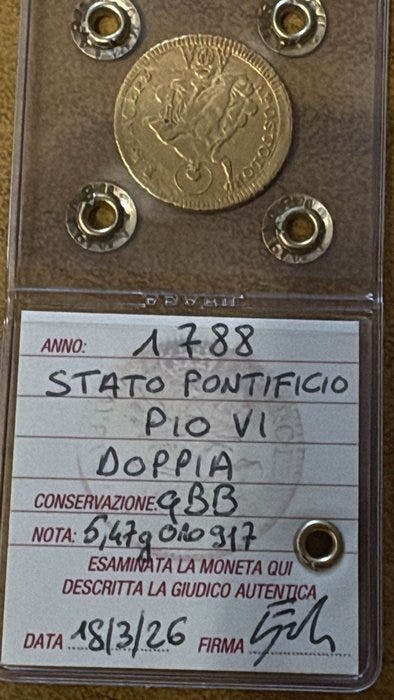 ANNO: 1788
STATO PONTIFICIO
PIO VI
DOPPIA
CONSERVAZIONE: qBB
NOTA: 5,47g oro 917
ESAMINATA LA MONETA QUI
DESCRITTA LA GIUDICO AUTENTICA
DATA 18/3/26 FIRMA